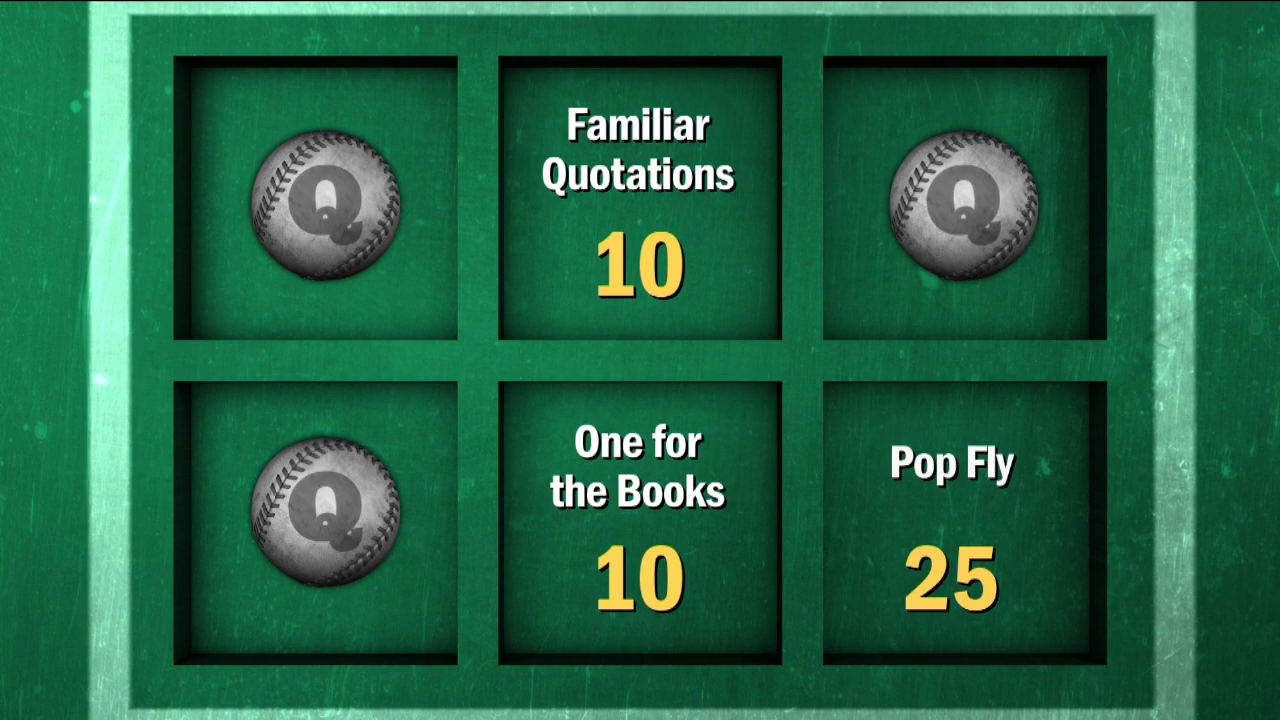 Q
Familiar
Quotations
10
Q
Q
One for
the Books
10
Pop Fly
25